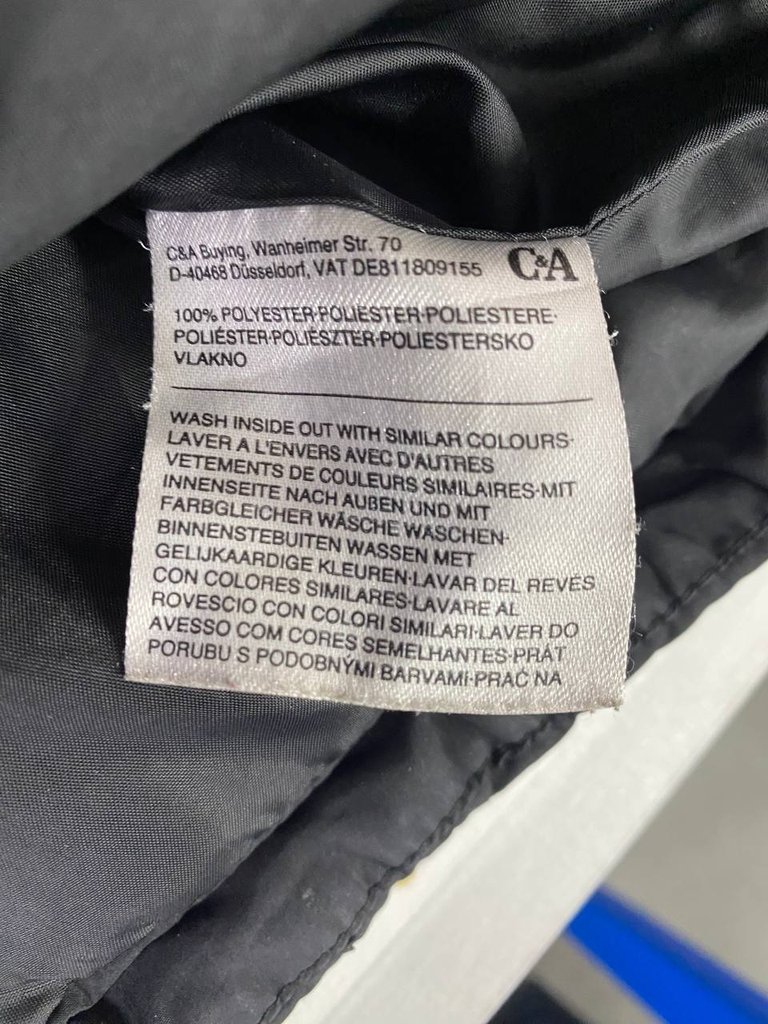 C&A Buying, Wanheimer Str. 70
D-40468 Düsseldorf, VAT DE811809155
C&A
100% POLYESTER·POLIESTER·POLIESTERE·
POLIÉSTER·POLIÉSZTER·POLIESTERSKO
VLAKNO
WASH INSIDE OUT WITH SIMILAR COLOURS·
LAVER A L'ENVERS AVEC D'AUTRES
VETEMENTS DE COULEURS SIMILAIRES·MIT
INNENSEITE NACH AUßEN UND MIT
FARBGLEICHER WÄSCHE WASCHEN·
BINNENSTEBUITEN WASSEN MET
GELIJKAARDIGE KLEUREN·LAVAR DEL REVÉS
CON COLORES SIMILARES·LAVARE AL
ROVESCIO CON COLORI SIMILARI·LAVER DO
AVESSO COM CORES SEMELHANTES·PRÁT
PORUBU S PODOBNÝMI BARVAMI·PRAĆ NA